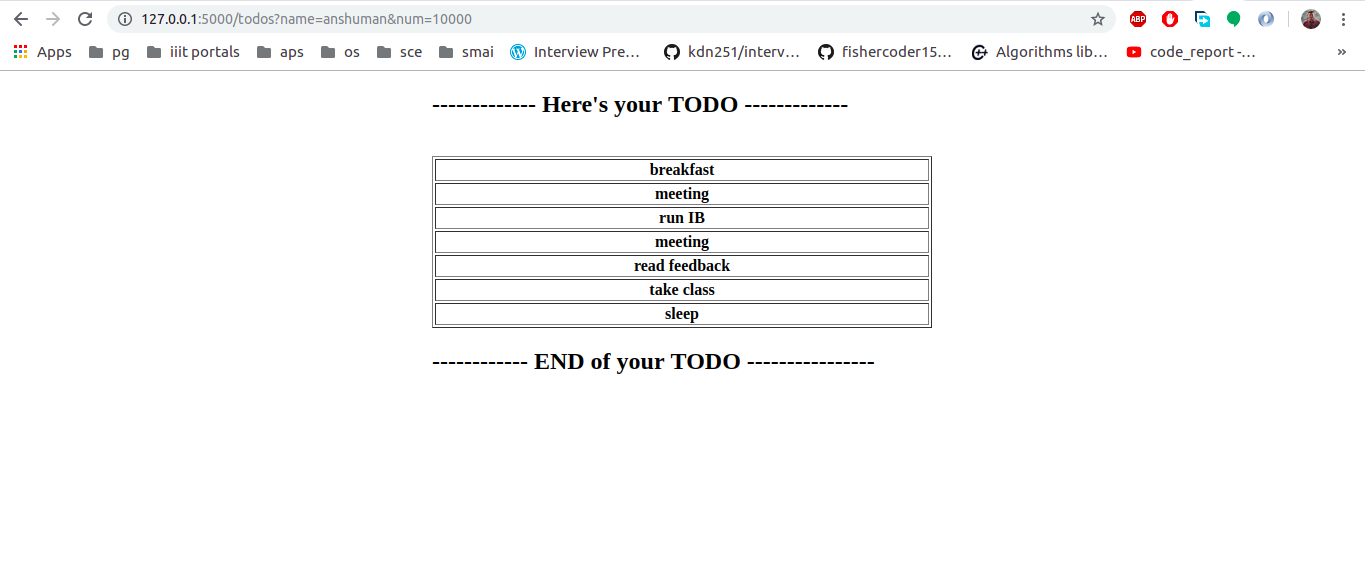 127.0.0.1:5000/todos?name=anshuman&num=10000
ABP
Apps pg iiit portals aps os sce smai Interview Pre… kdn251/interv… fishercoder15… Algorithms lib… code_report -… »
------------- Here's your TODO -------------
breakfast
meeting
run IB
meeting
read feedback
take class
sleep
------------ END of your TODO ----------------